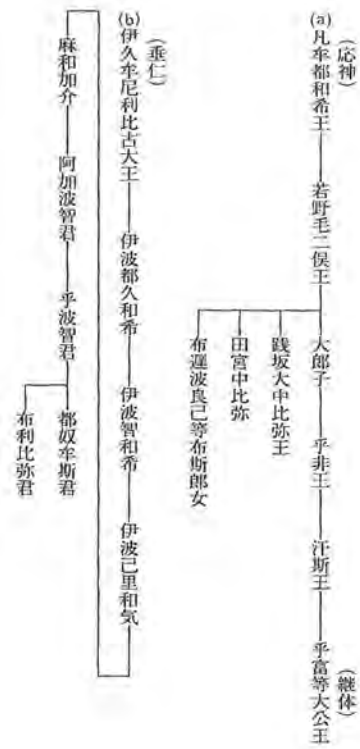 (応神)
(a) 凡牟都和希王
若野毛二俣王
大郎子
乎非王
汗斯王
乎富等大公王
(継体)
践坂大中比弥王
田宮中比弥
布遅波良己等布斯郎女
(垂仁)
(b) 伊久牟尼利比古大王
伊波都久和希
伊波智和希
伊波己里和気
麻和加介
阿加波智君
乎波智君
都奴牟斯君
布利比弥君